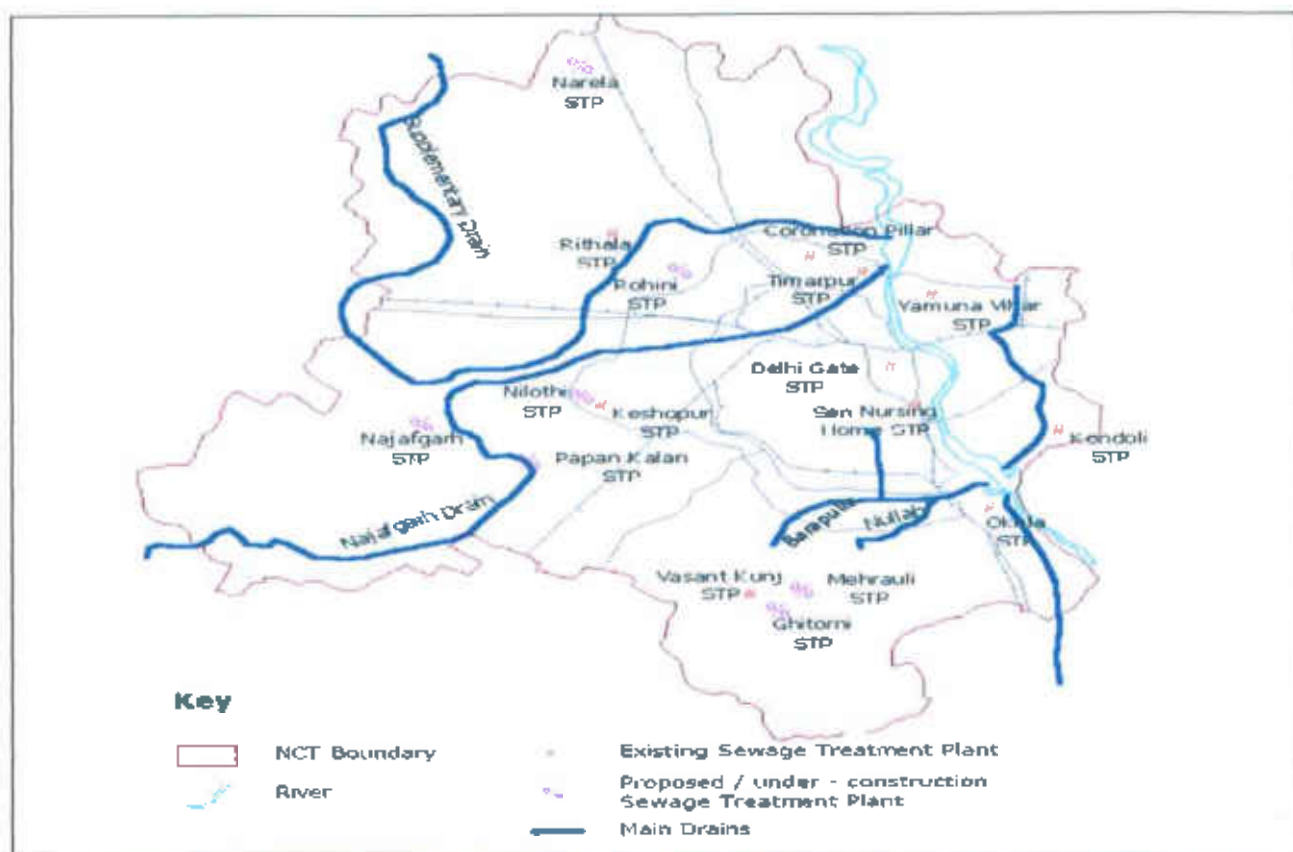 Narela
STP
Supplementari Drain
Rithala
STP
Rohini
STP
Coronation Pillar
STP
Timarpur
STP
Yamuna Vihar
STP
Delhi Gate
STP
Nilothi
STP
Keshopur
STP
Sen Nursing
Home STP
Kondoli
STP
Najafgarh
STP
Papan Kalan
STP
Najafgarh Drain
Barapulla
Nullah
Okhla
STP
Vasant Kunj
STP
Mehrauli
STP
Ghitorni
STP
Key
NCT Boundary
River
Existing Sewage Treatment Plant
Proposed / under - construction
Sewage Treatment Plant
Main Drains